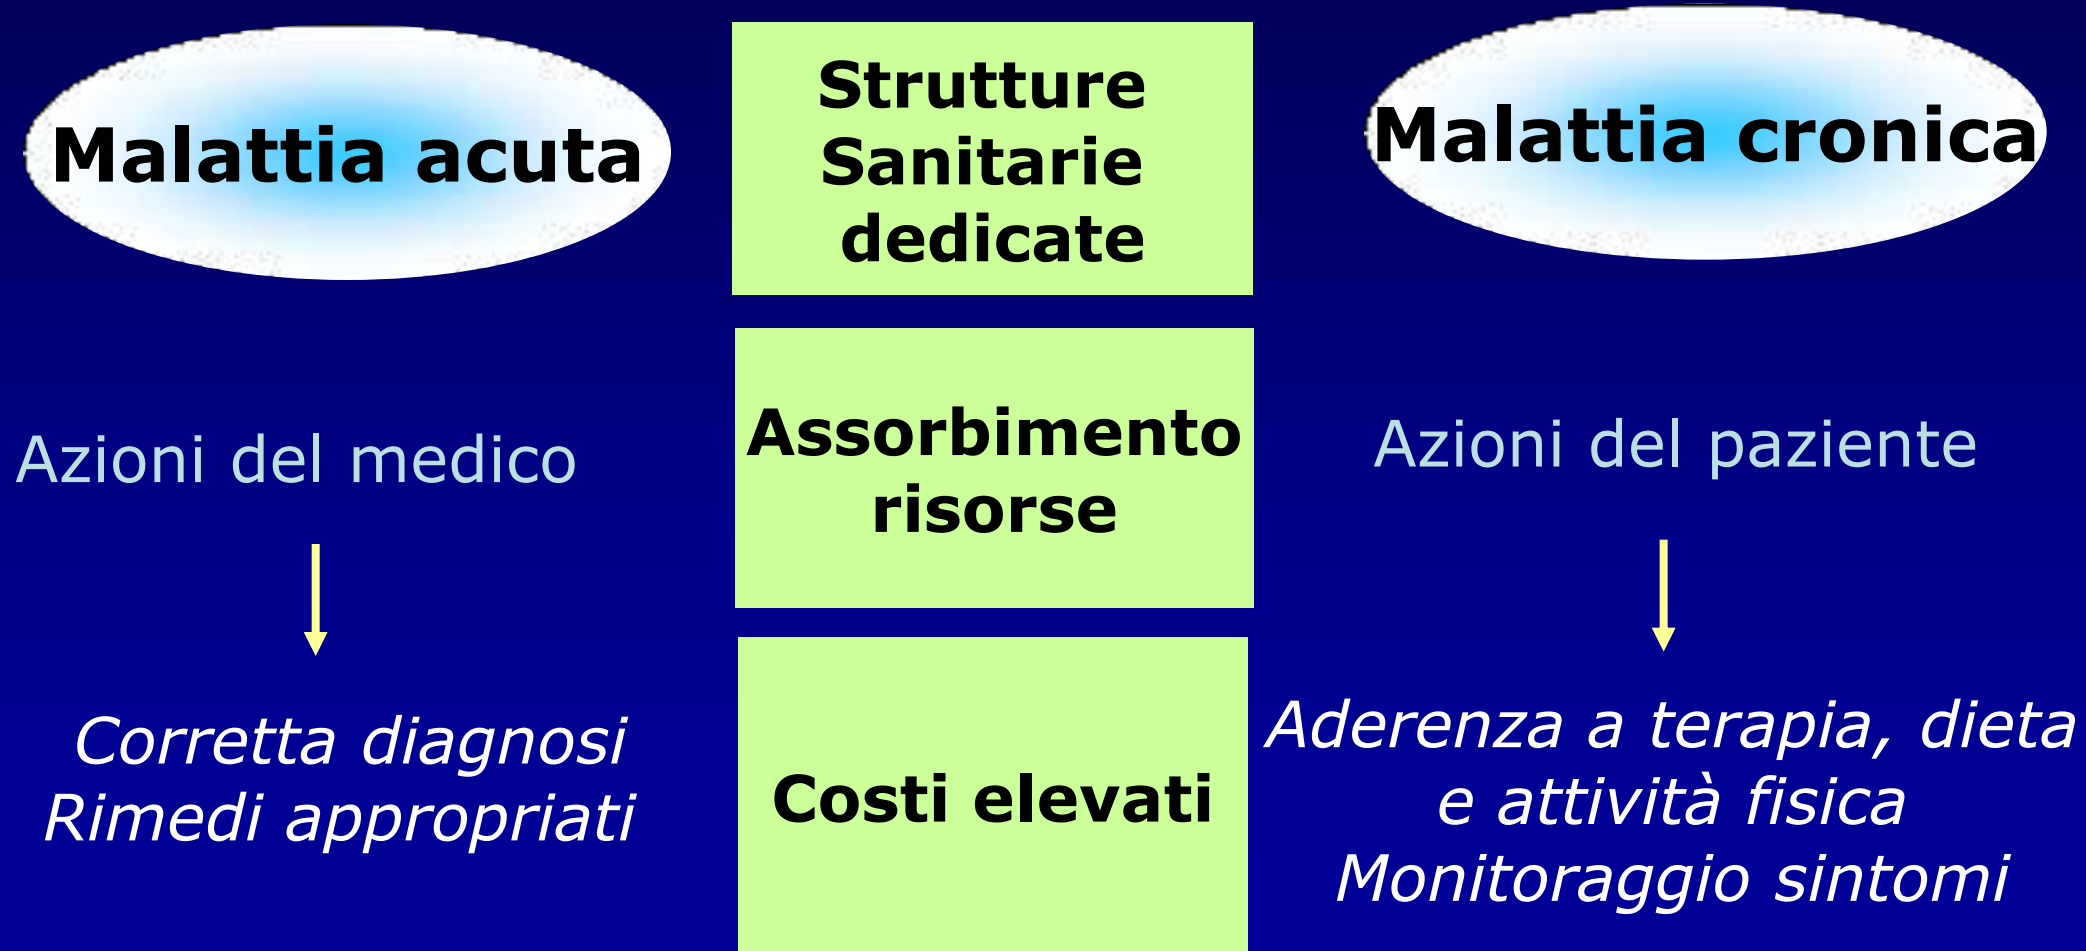 Malattia acuta
Azioni del medico
Corretta diagnosi
Rimedi appropriati
Strutture
Sanitarie
dedicate
Assorbimento
risorse
Costi elevati
Malattia cronica
Azioni del paziente
Aderenza a terapia, dieta
e attività fisica
Monitoraggio sintomi